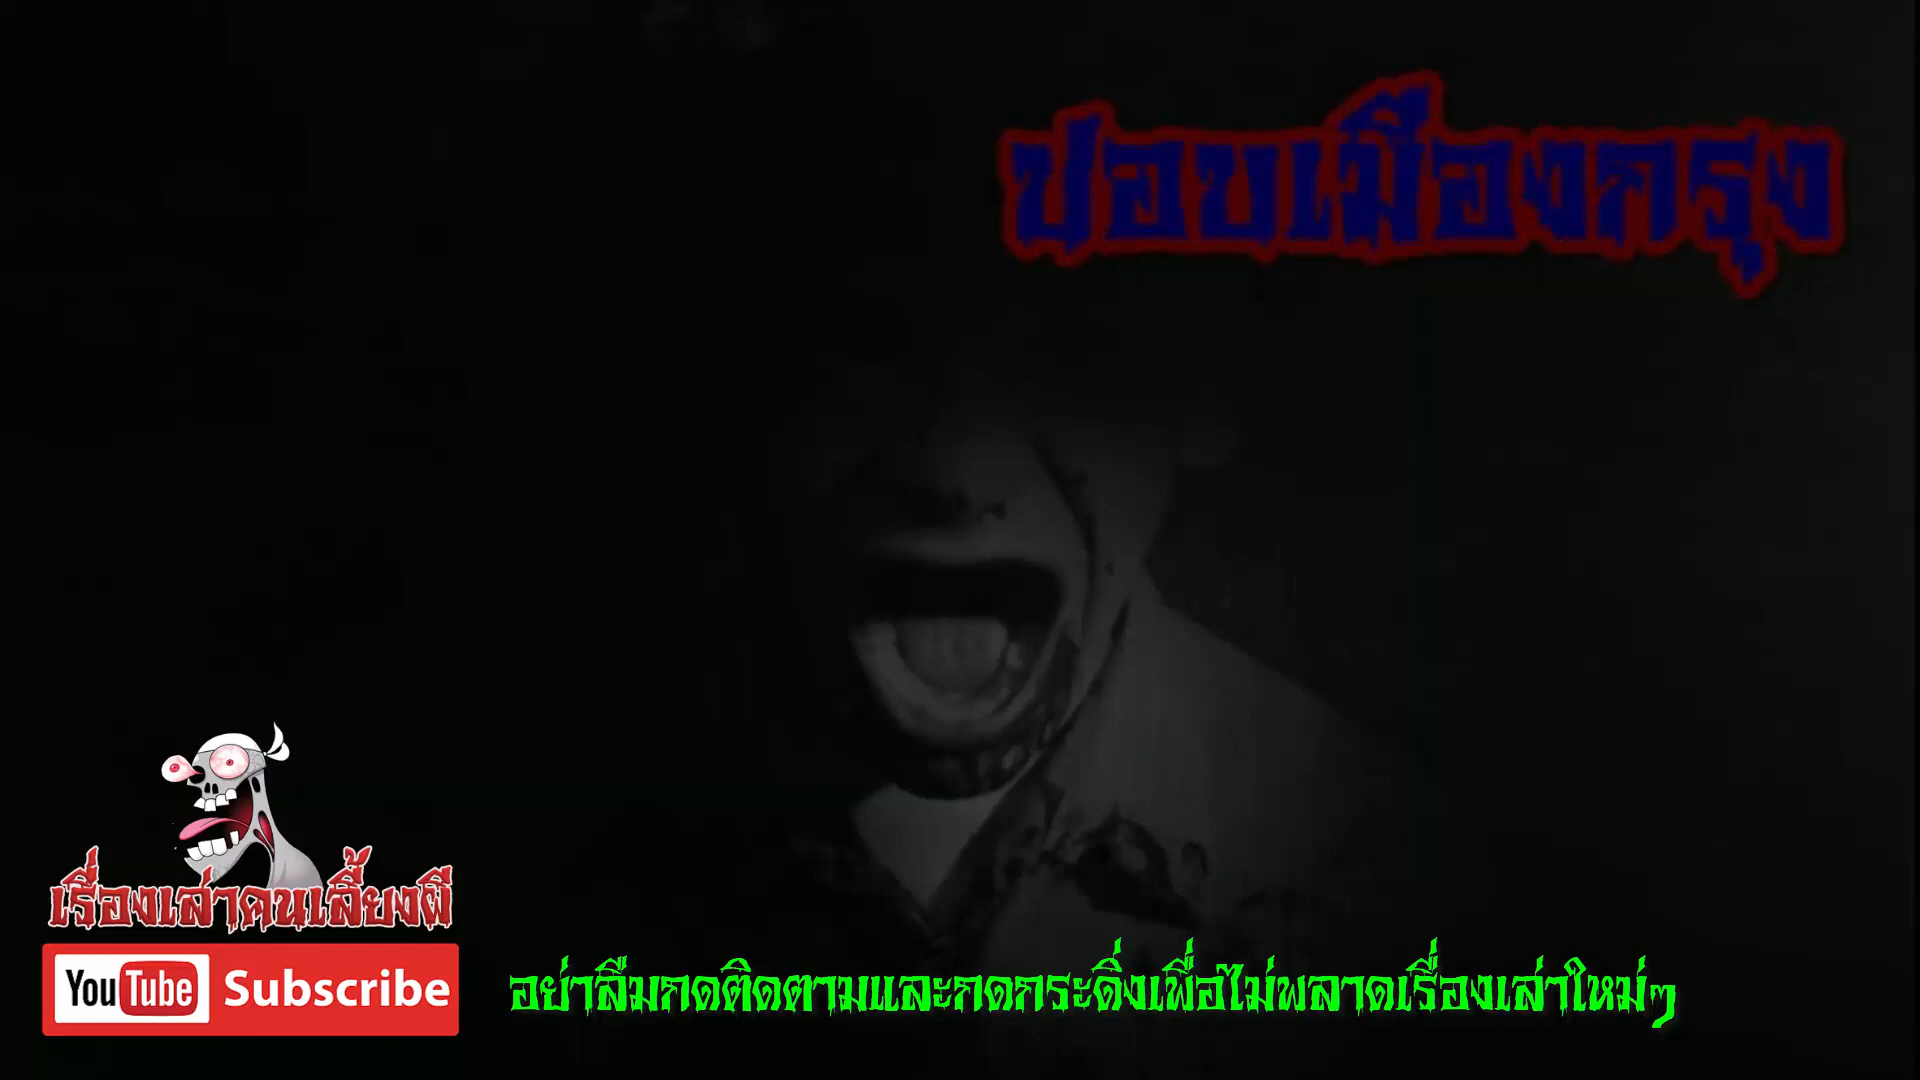 ปอบเมืองกรุง
เรื่องเล่าคนเลี้ยงผี
YouTube Subscribe
อย่าลืมกดติดตามและกดกระดิ่งเพื่อไม่พลาดเรื่องเล่าใหม่ๆ